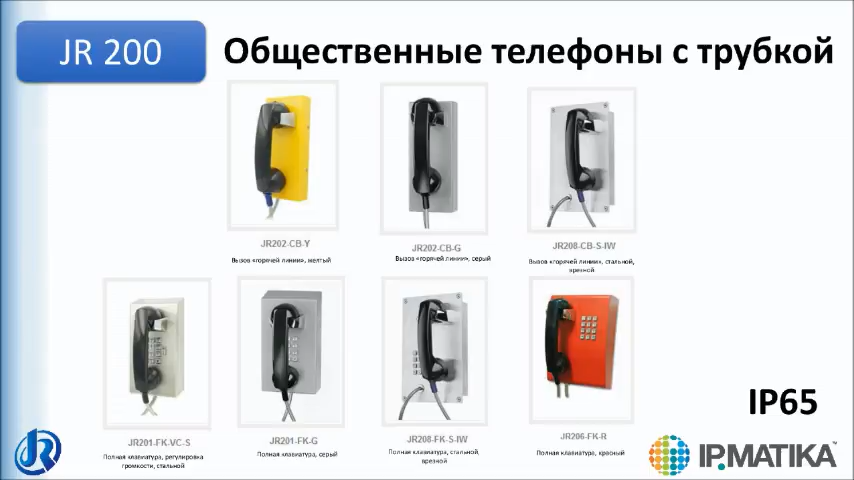 JR 200
Общественные телефоны с трубкой
JR202-CB-Y
Вызов «горячей линии», желтый
JR202-CB-G
Вызов «горячей линии», серый
JR208-CB-S-IW
Вызов «горячей линии», стальной,
врезной
JR201-FK-VC-S
Полная клавиатура, регулировка
громкости, стальной
JR201-FK-G
Полная клавиатура, серый
JR208-FK-S-IW
Полная клавиатура, стальной,
врезной
JR206-FK-R
Полная клавиатура, красный
IP65
JR
IPMATIKA™